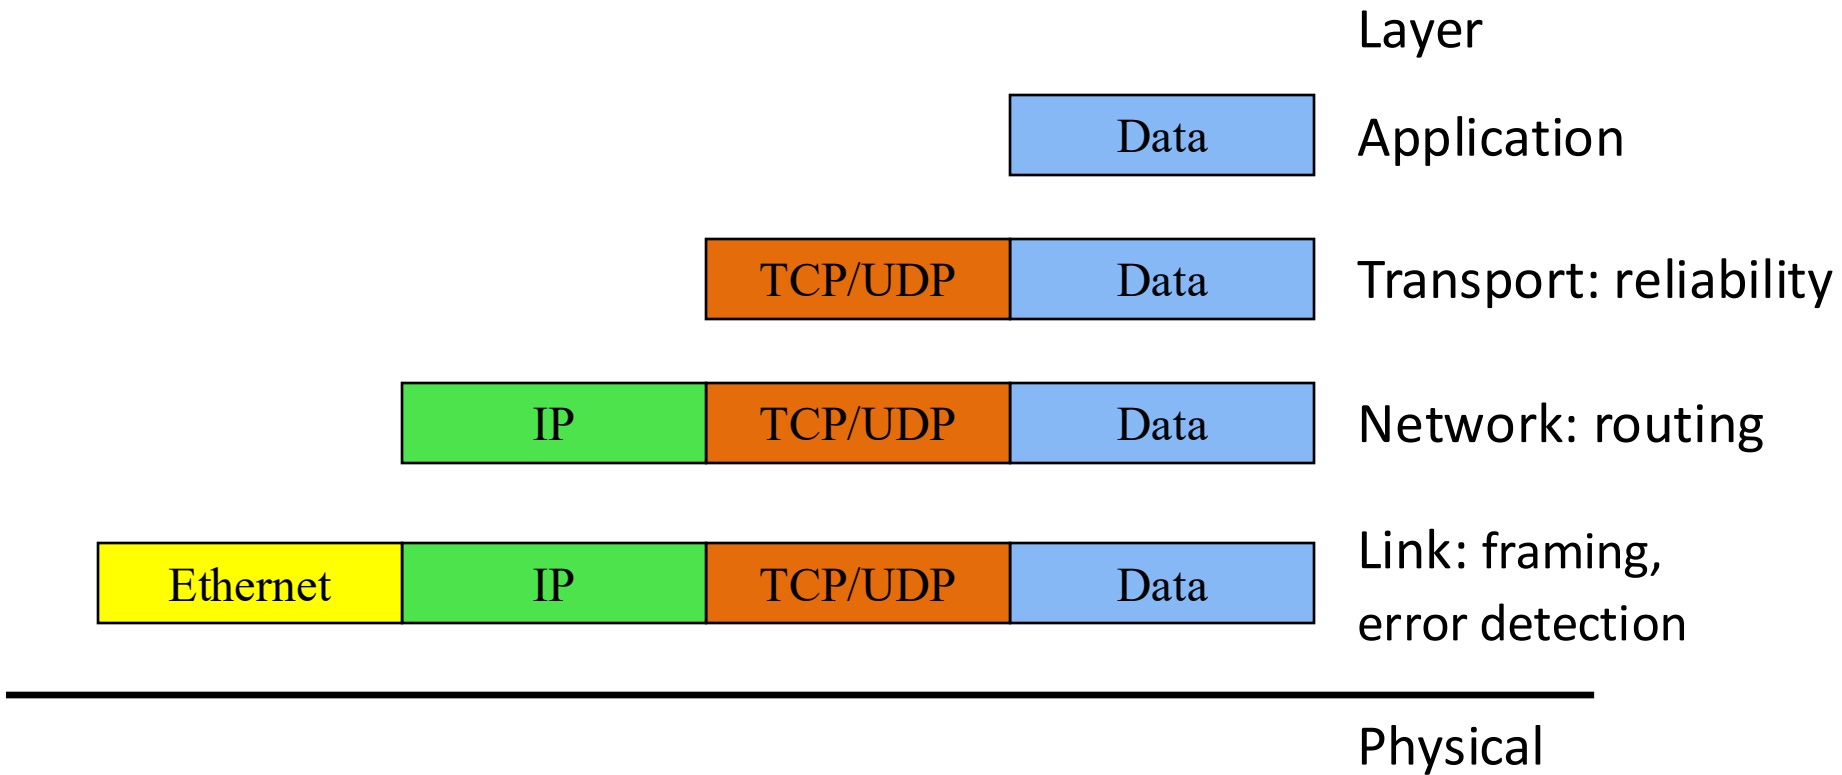 Layer
Data Application
TCP/UDP Data Transport: reliability
IP TCP/UDP Data Network: routing
Ethernet IP TCP/UDP Data Link: framing,
error detection
Physical